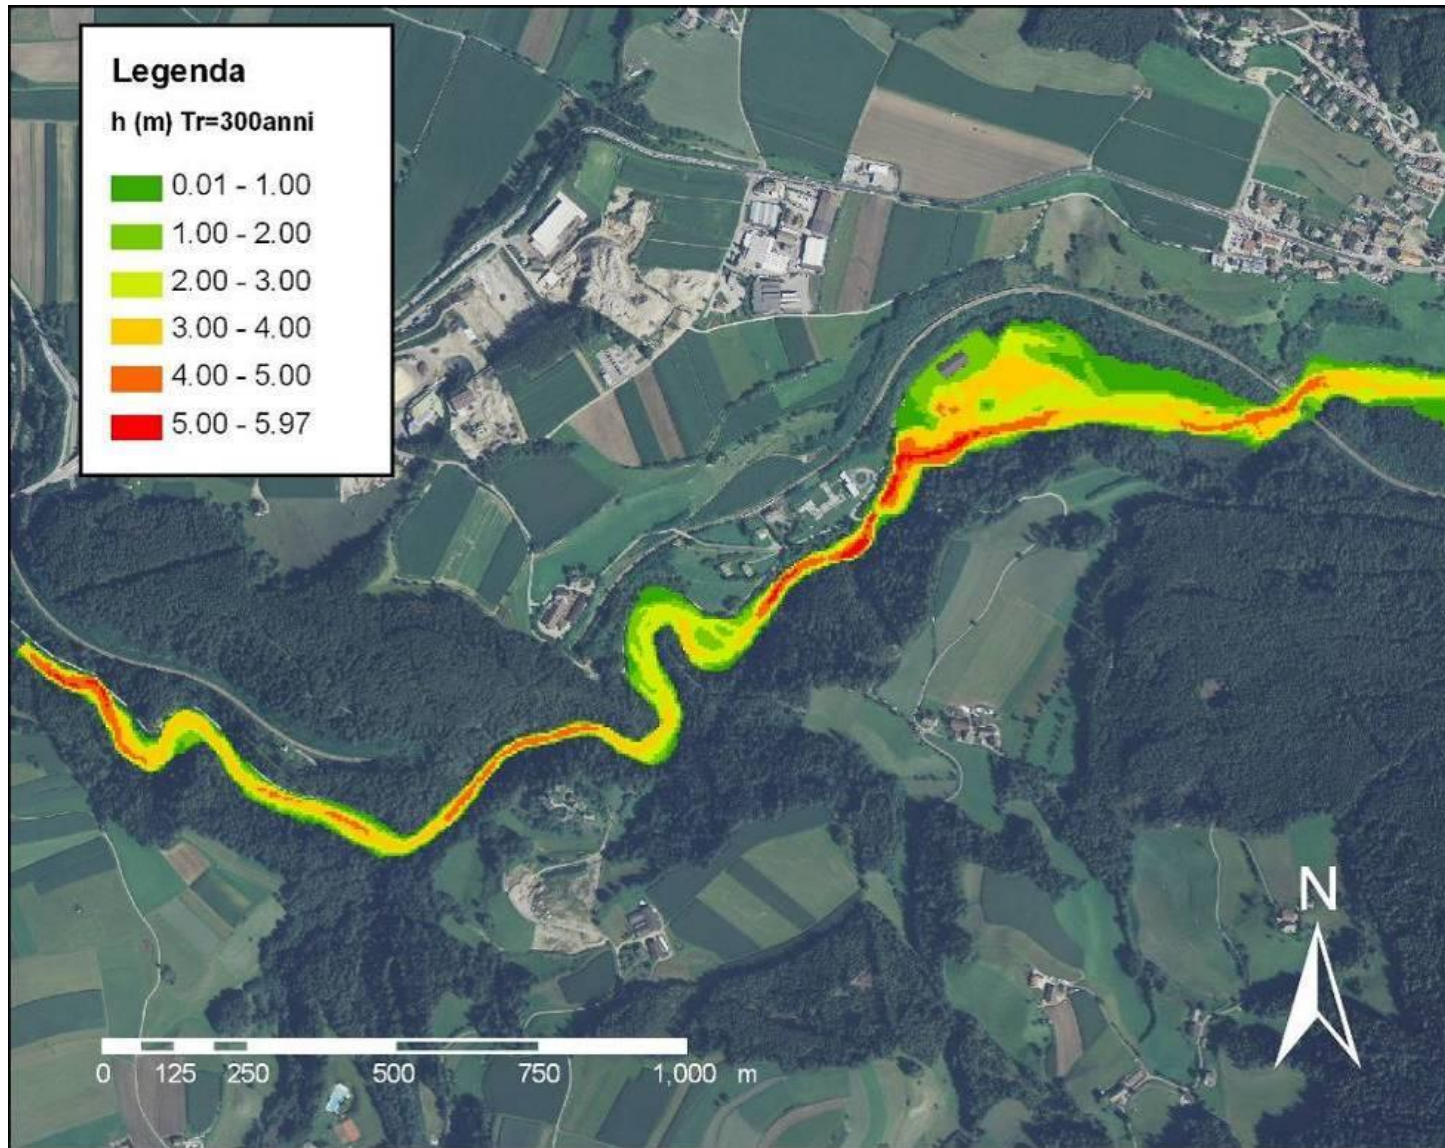 Legenda
h (m) Tr=300anni
0.01 - 1.00
1.00 - 2.00
2.00 - 3.00
3.00 - 4.00
4.00 - 5.00
5.00 - 5.97
N
0 125 250 500 750 1,000 m